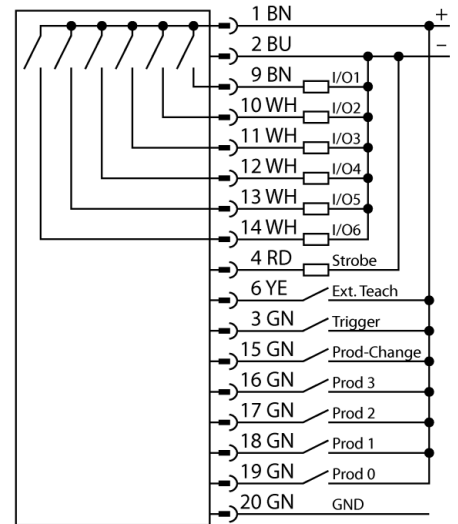 1 BN +
2 BU −
9 BN I/O1
10 WH I/O2
11 WH I/O3
12 WH I/O4
13 WH I/O5
14 WH I/O6
4 RD Strobe
6 YE Ext. Teach
3 GN Trigger
15 GN Prod-Change
16 GN Prod 3
17 GN Prod 2
18 GN Prod 1
19 GN Prod 0
20 GN GND